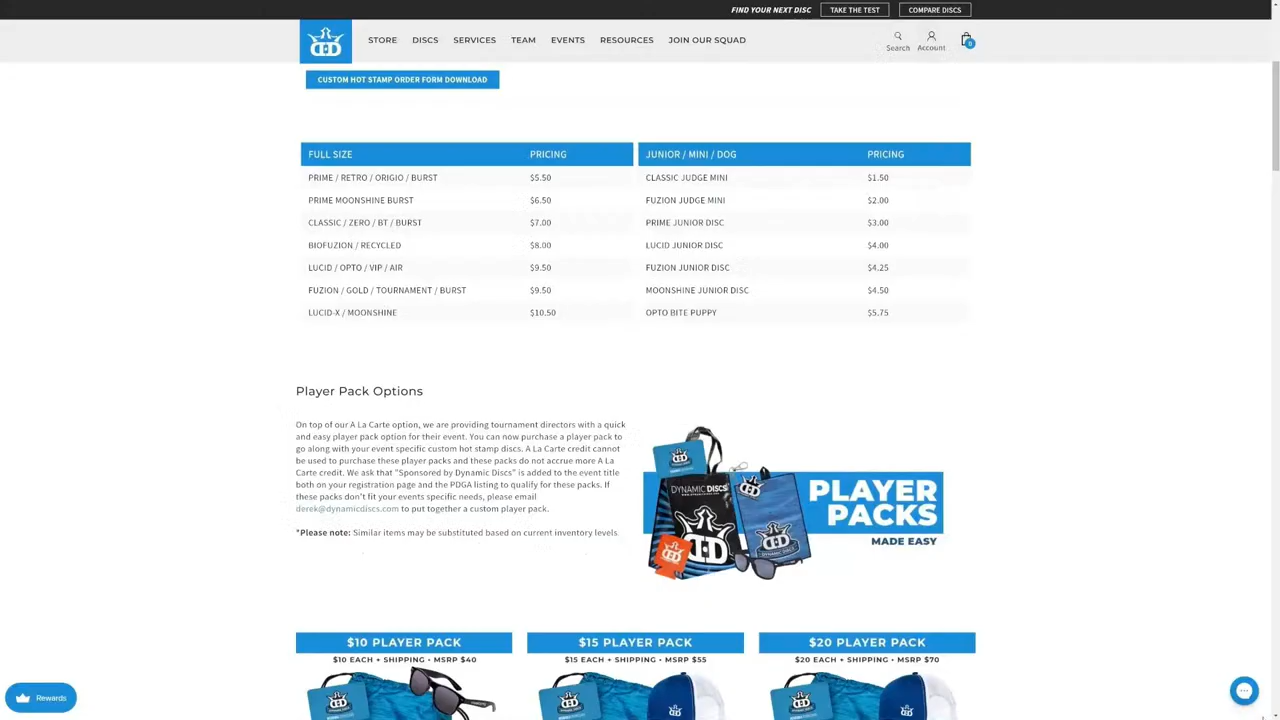 FIND YOUR NEXT DISC TAKE THE TEST COMPARE DISCS
STORE DISCS SERVICES TEAM EVENTS RESOURCES JOIN OUR SQUAD Search Account 0
CUSTOM HOT STAMP ORDER FORM DOWNLOAD
FULL SIZE PRICING
PRIME / RETRO / ORIGIO / BURST $5.50
PRIME MOONSHINE BURST $6.50
CLASSIC / ZERO / BT / BURST $7.00
BIOFUZION / RECYCLED $8.00
LUCID / OPTO / VIP / AIR $9.50
FUZION / GOLD / TOURNAMENT / BURST $9.50
LUCID-X / MOONSHINE $10.50
JUNIOR / MINI / DOG PRICING
CLASSIC JUDGE MINI $1.50
FUZION JUDGE MINI $2.00
PRIME JUNIOR DISC $3.00
LUCID JUNIOR DISC $4.00
FUZION JUNIOR DISC $4.25
MOONSHINE JUNIOR DISC $4.50
OPTO BITE PUPPY $5.75
Player Pack Options
On top of our A La Carte option, we are providing tournament directors with a quick
and easy player pack option for their event. You can now purchase a player pack to
go along with your event specific custom hot stamp discs. A La Carte credit cannot
be used to purchase these player packs and these packs do not accrue more A La
Carte credit. We ask that "Sponsored by Dynamic Discs" is added to the event title
both on your registration page and the PDGA listing to qualify for these packs. If
these packs don't fit your events specific needs, please email
derek@dynamicdiscs.com to put together a custom player pack.
*Please note: Similar items may be substituted based on current inventory levels.
DYNAMIC DISCS
DYNAMIC DISCS
PLAYER
PACKS
MADE EASY
$10 PLAYER PACK
$10 EACH + SHIPPING • MSRP $40
$15 PLAYER PACK
$15 EACH + SHIPPING • MSRP $55
$20 PLAYER PACK
$20 EACH + SHIPPING • MSRP $70
Rewards